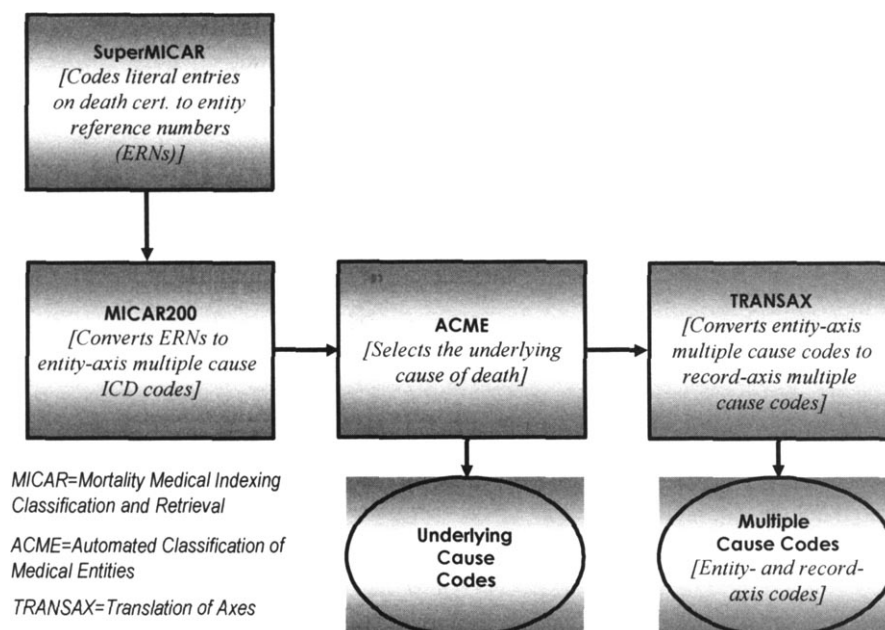 SuperMICAR
[Codes literal entries
on death cert. to entity
reference numbers
(ERNs)]
MICAR200
[Converts ERNs to
entity-axis multiple cause
ICD codes]
ACME
[Selects the underlying
cause of death]
TRANSAX
[Converts entity-axis
multiple cause codes to
record-axis multiple
cause codes]
MICAR=Mortality Medical Indexing
Classification and Retrieval
ACME=Automated Classification of
Medical Entities
TRANSAX=Translation of Axes
Underlying
Cause
Codes
Multiple
Cause Codes
[Entity- and record-
axis codes]